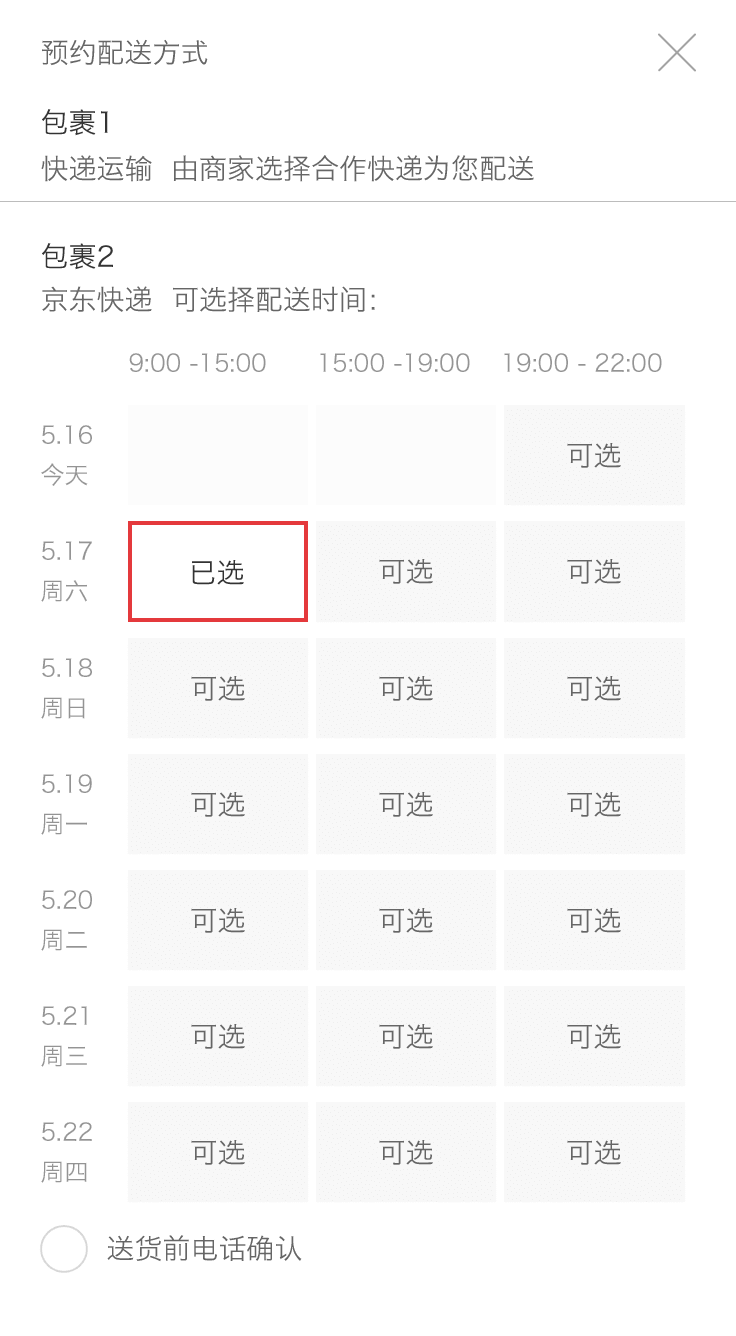 预约配送方式
包裹1
快递运输 由商家选择合作快递为您配送
包裹2
京东快递 可选择配送时间：
9:00 -15:00 15:00 -19:00 19:00 - 22:00
5.16
今天
可选
5.17
周六
已选 可选 可选
5.18
周日
可选 可选 可选
5.19
周一
可选 可选 可选
5.20
周二
可选 可选 可选
5.21
周三
可选 可选 可选
5.22
周四
可选 可选 可选
送货前电话确认